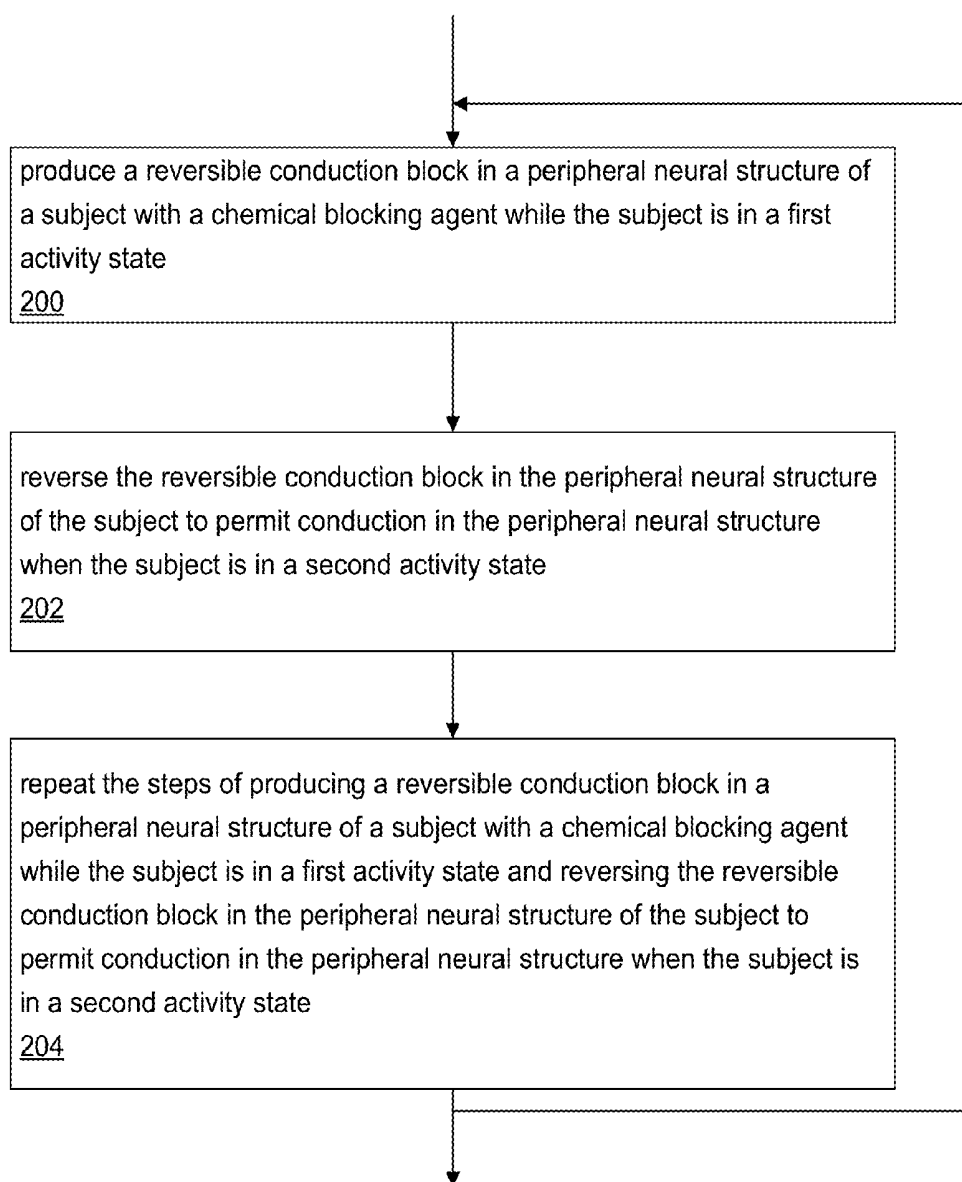 produce a reversible conduction block in a peripheral neural structure of
a subject with a chemical blocking agent while the subject is in a first
activity state
200
reverse the reversible conduction block in the peripheral neural structure
of the subject to permit conduction in the peripheral neural structure
when the subject is in a second activity state
202
repeat the steps of producing a reversible conduction block in a
peripheral neural structure of a subject with a chemical blocking agent
while the subject is in a first activity state and reversing the reversible
conduction block in the peripheral neural structure of the subject to
permit conduction in the peripheral neural structure when the subject is
in a second activity state
204